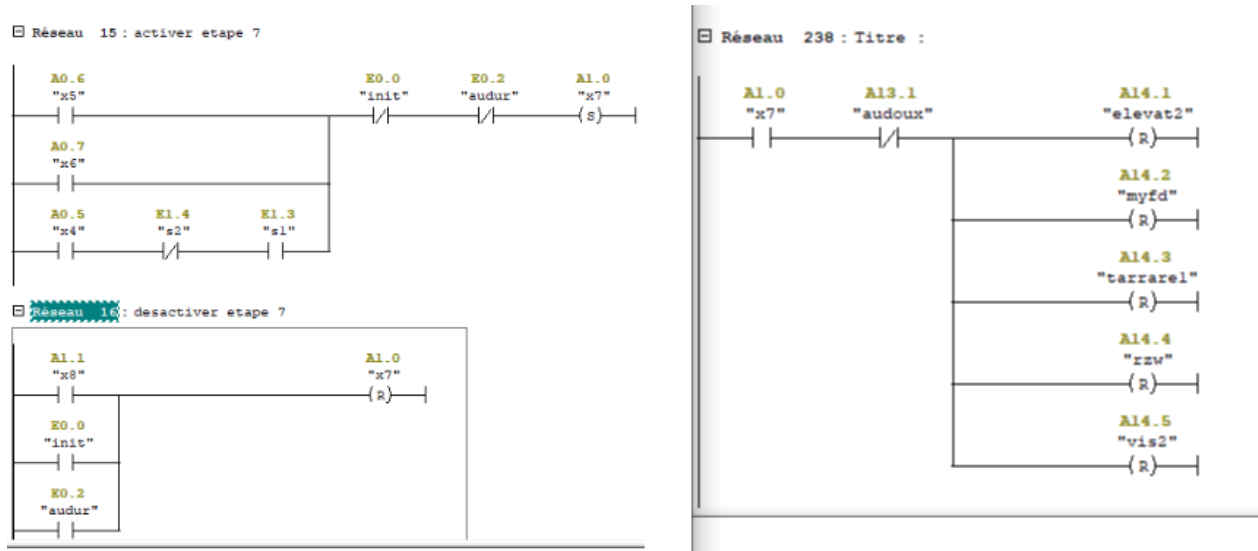 Réseau 15 : activer etape 7
A0.6 E0.0 E0.2 A1.0
"x5" "init" "audur" "x7"
S
A0.7
"x6"
A0.5 E1.4 E1.3
"x4" "s2" "s1"
Réseau 16 : desactiver etape 7
A1.1 A1.0
"x8" "x7"
R
E0.0
"init"
E0.2
"audur"
Réseau 238 : Titre :
A1.0 A13.1 A14.1
"x7" "audoux" "elevat2"
R
A14.2
"myfd"
R
A14.3
"tarrarel"
R
A14.4
"rzw"
R
A14.5
"vis2"
R